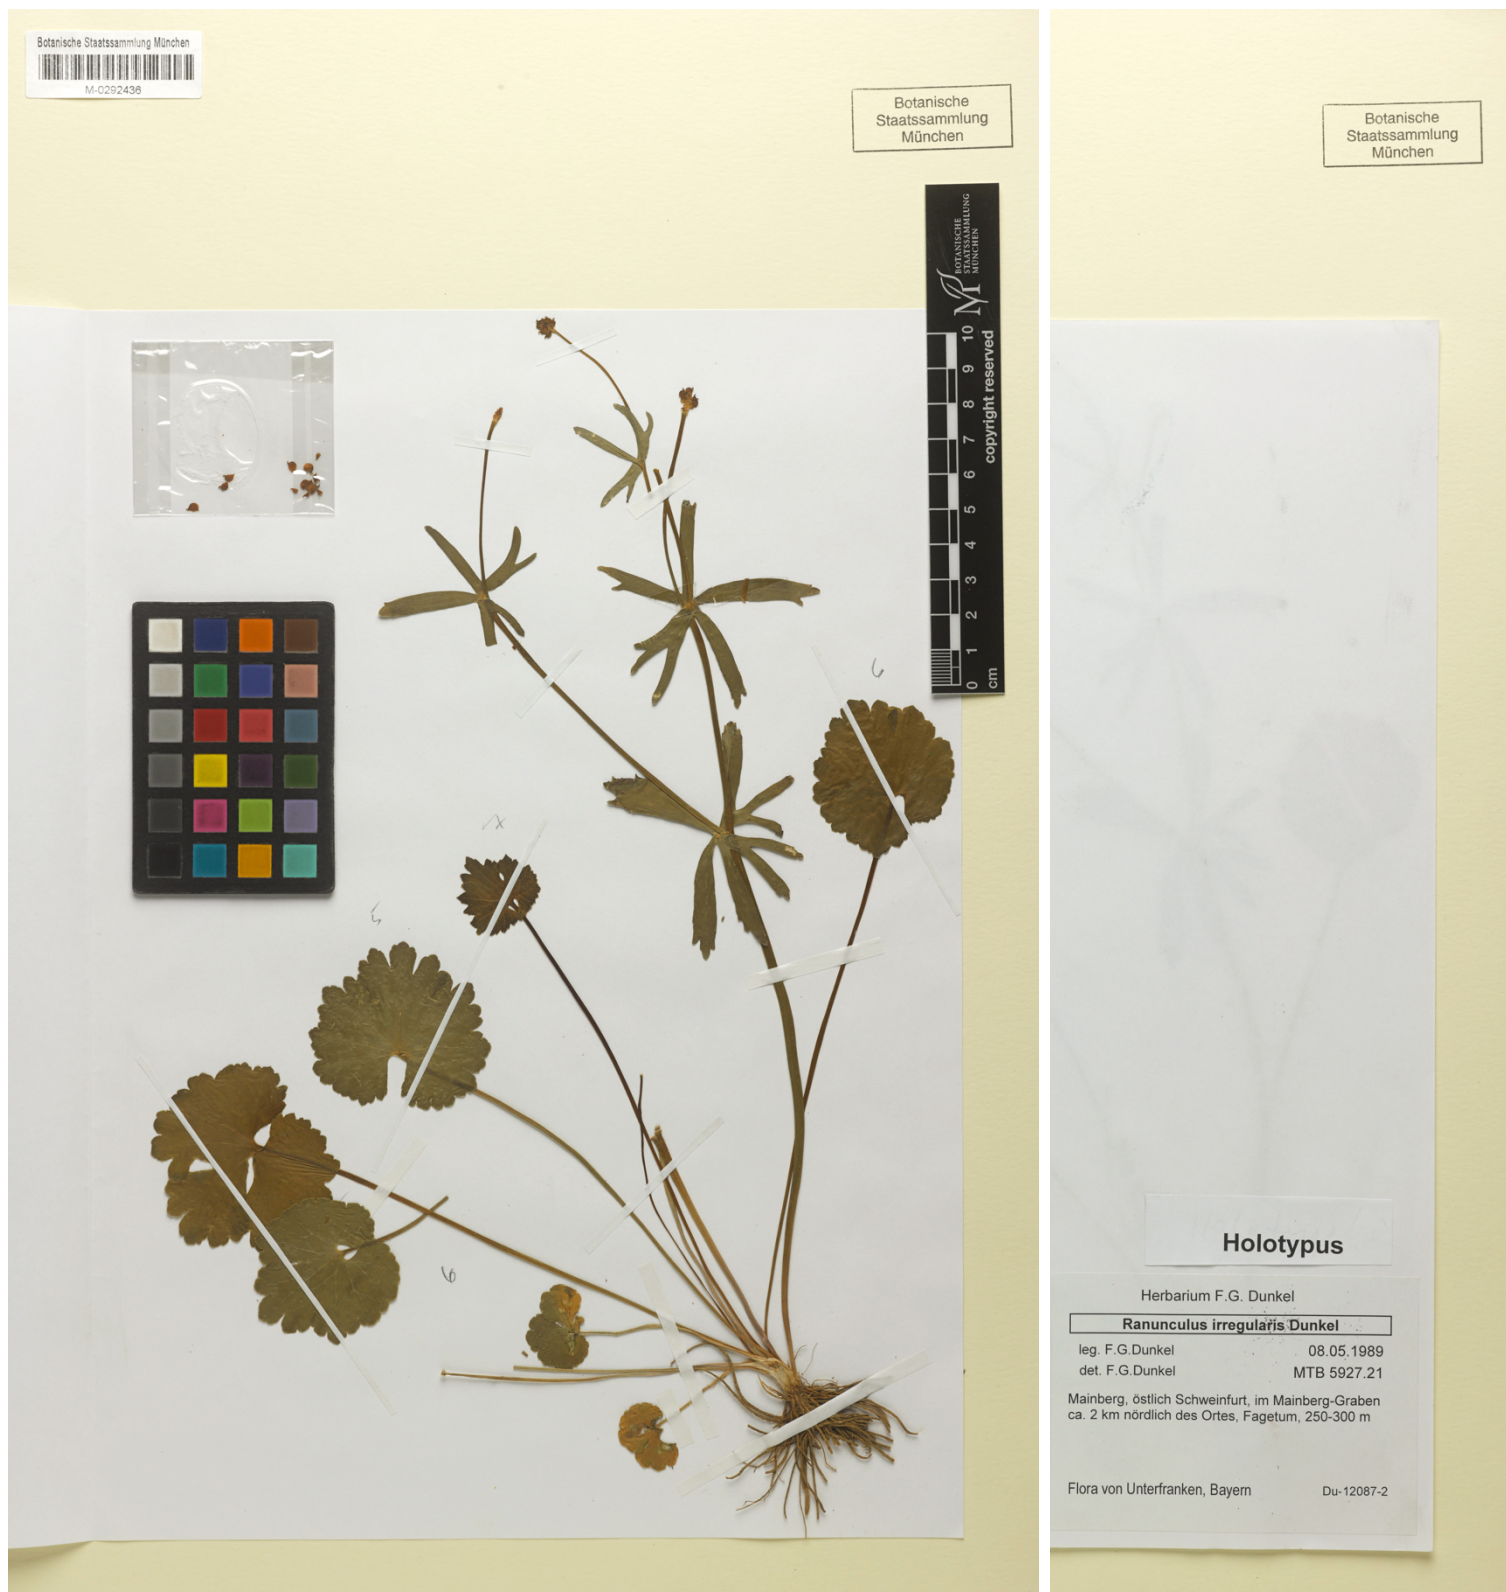 Botanische Staatssammlung München
M-0292436
Botanische
Staatssammlung
München
BOTANISCHE
STAATSSAMMLUNG
MÜNCHEN
copyright reserved
10
9
8
7
6
5
4
3
2
1
0
cm
6
5
6
Botanische
Staatssammlung
München
Holotypus
Herbarium F.G. Dunkel
Ranunculus irregularis Dunkel
leg. F.G.Dunkel 08.05.1989
det. F.G.Dunkel MTB 5927.21
Mainberg, östlich Schweinfurt, im Mainberg-Graben
ca. 2 km nördlich des Ortes, Fagetum, 250-300 m
Flora von Unterfranken, Bayern Du-12087-2